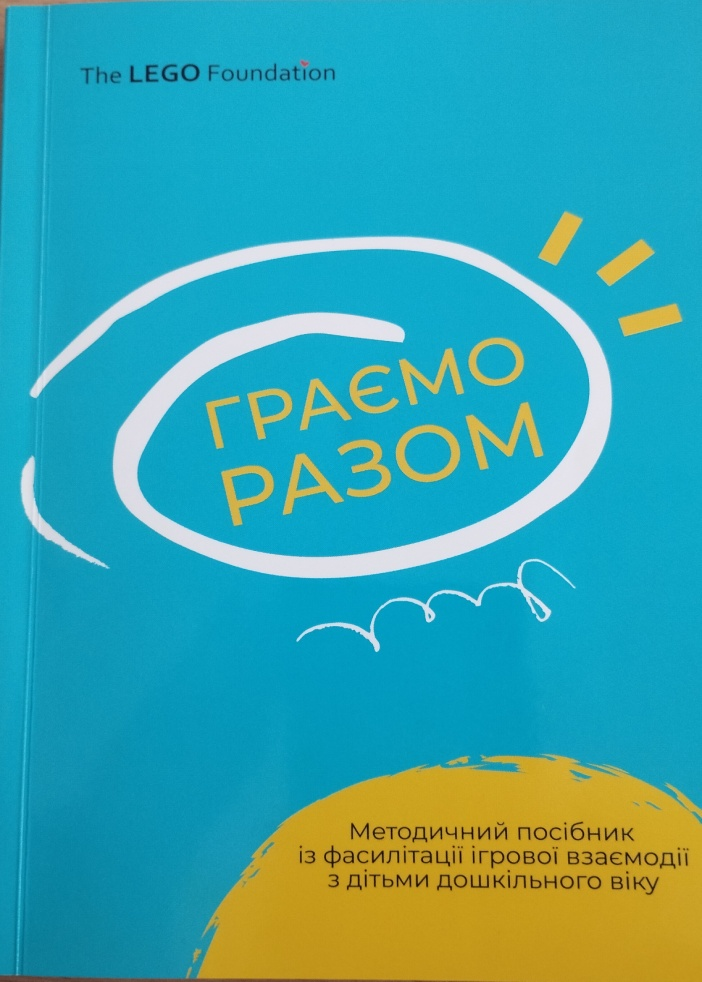 The LEGO Foundation
ГРАЄМО
РАЗОМ
Методичний посібник
із фасилітації ігрової взаємодії
з дітьми дошкільного віку